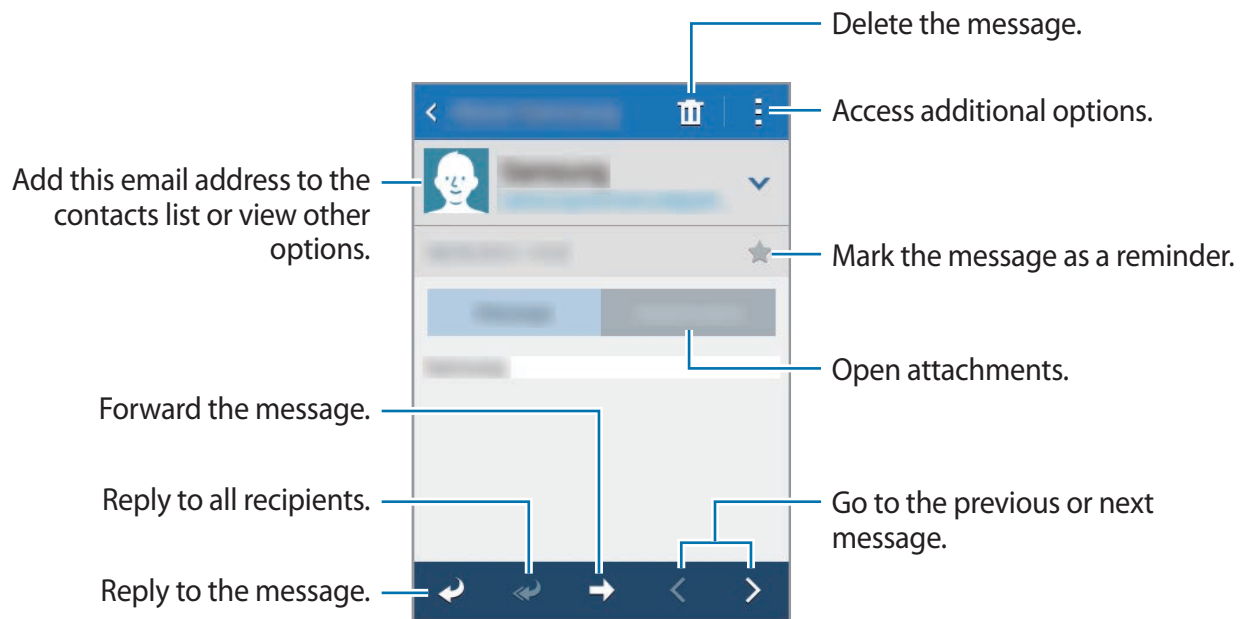 Delete the message.
Access additional options.
Add this email address to the
contacts list or view other
options.
Mark the message as a reminder.
Open attachments.
Forward the message.
Reply to all recipients.
Go to the previous or next
message.
Reply to the message.